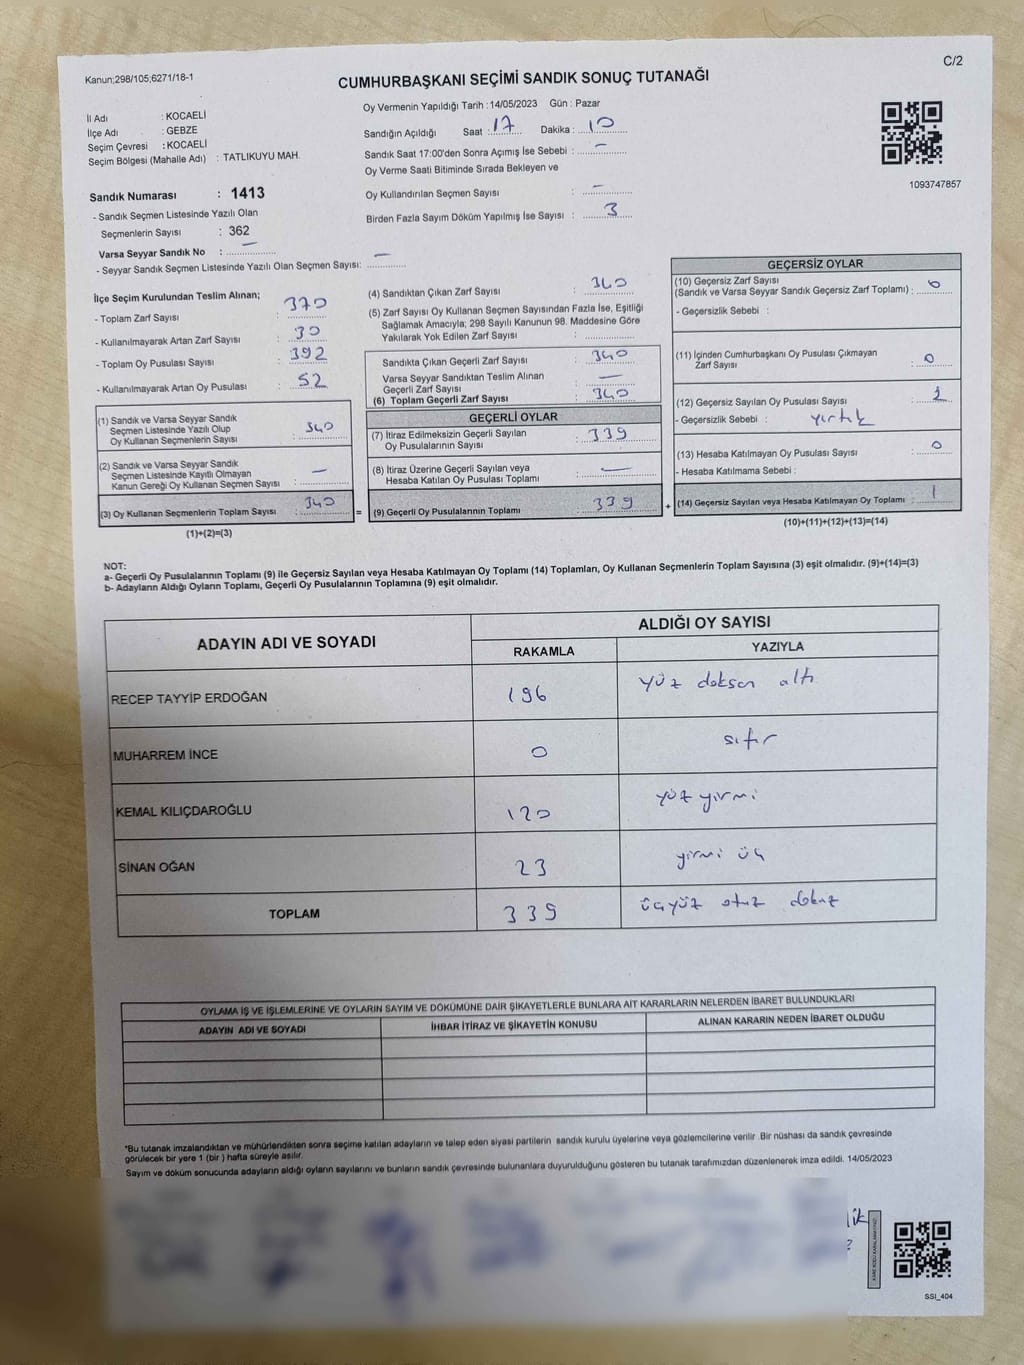 Kanun;298/105;6271/18-1
C/2
CUMHURBAŞKANI SEÇİMİ SANDIK SONUÇ TUTANAĞI
İl Adı : KOCAELİ
İlçe Adı : GEBZE
Seçim Çevresi : KOCAELİ
Seçim Bölgesi (Mahalle Adı) : TATLIKUYU MAH.
Oy Vermenin Yapıldığı Tarih : 14/05/2023 Gün : Pazar
Sandığın Açıldığı Saat : 17 Dakika : 10
Sandık Saat 17:00'den Sonra Açımış İse Sebebi : —
Oy Verme Saati Bitiminde Sırada Bekleyen ve
Oy Kullandırılan Seçmen Sayısı : —
Birden Fazla Sayım Döküm Yapılmış İse Sayısı : 3
1093747857
Sandık Numarası : 1413
- Sandık Seçmen Listesinde Yazılı Olan
Seçmenlerin Sayısı : 362
Varsa Seyyar Sandık No : —
- Seyyar Sandık Seçmen Listesinde Yazılı Olan Seçmen Sayısı: —
İlçe Seçim Kurulundan Teslim Alınan;
- Toplam Zarf Sayısı : 370
- Kullanılmayarak Artan Zarf Sayısı : 30
- Toplam Oy Pusulası Sayısı : 392
- Kullanılmayarak Artan Oy Pusulası : 52
(1) Sandık ve Varsa Seyyar Sandık
Seçmen Listesinde Yazılı Olup
Oy Kullanan Seçmenlerin Sayısı : 340
(2) Sandık ve Varsa Seyyar Sandık
Seçmen Listesinde Kayıtlı Olmayan
Kanun Gereği Oy Kullanan Seçmen Sayısı : —
(3) Oy Kullanan Seçmenlerin Toplam Sayısı : 340
(1)+(2)=(3)
=
(4) Sandıktan Çıkan Zarf Sayısı : 340
(5) Zarf Sayısı Oy Kullanan Seçmen Sayısından Fazla İse, Eşitliği
Sağlamak Amacıyla; 298 Sayılı Kanunun 98. Maddesine Göre
Yakılarak Yok Edilen Zarf Sayısı :
Sandıkta Çıkan Geçerli Zarf Sayısı : 340
Varsa Seyyar Sandıktan Teslim Alınan
Geçerli Zarf Sayısı : —
(6) Toplam Geçerli Zarf Sayısı : 340
GEÇERLİ OYLAR
(7) İtiraz Edilmeksizin Geçerli Sayılan
Oy Pusulalarının Sayısı : 339
(8) İtiraz Üzerine Geçerli Sayılan veya
Hesaba Katılan Oy Pusulası Toplamı : —
(9) Geçerli Oy Pusulalarının Toplamı : 339
+
GEÇERSİZ OYLAR
(10) Geçersiz Zarf Sayısı
(Sandık ve Varsa Seyyar Sandık Geçersiz Zarf Toplamı) : 0
- Geçersizlik Sebebi :
(11) İçinden Cumhurbaşkanı Oy Pusulası Çıkmayan
Zarf Sayısı : 0
(12) Geçersiz Sayılan Oy Pusulası Sayısı : 1
- Geçersizlik Sebebi : yırtık
(13) Hesaba Katılmayan Oy Pusulası Sayısı : 0
- Hesaba Katılmama Sebebi :
(14) Geçersiz Sayılan veya Hesaba Katılmayan Oy Toplamı : 1
(10)+(11)+(12)+(13)=(14)
NOT:
a- Geçerli Oy Pusulalarının Toplamı (9) ile Geçersiz Sayılan veya Hesaba Katılmayan Oy Toplamı (14) Toplamları, Oy Kullanan Seçmenlerin Toplam Sayısına (3) eşit olmalıdır. (9)+(14)=(3)
b- Adayların Aldığı Oyların Toplamı, Geçerli Oy Pusulalarının Toplamına (9) eşit olmalıdır.
ADAYIN ADI VE SOYADI
ALDIĞI OY SAYISI
RAKAMLA YAZIYLA
RECEP TAYYİP ERDOĞAN 196 yüz doksan altı
MUHARREM İNCE 0 sıfır
KEMAL KILIÇDAROĞLU 120 yüz yirmi
SİNAN OĞAN 23 yirmi üç
TOPLAM 339 üçyüz otuz dokuz
OYLAMA İŞ VE İŞLEMLERİNE VE OYLARIN SAYIM VE DÖKÜMÜNE DAİR ŞİKAYETLERLE BUNLARA AİT KARARLARIN NELERDEN İBARET BULUNDUKLARI
ADAYIN ADI VE SOYADI İHBAR İTİRAZ VE ŞİKAYETİN KONUSU ALINAN KARARIN NEDEN İBARET OLDUĞU
*Bu tutanak imzalandıktan ve mühürlendikten sonra seçime katılan adayların ve talep eden siyasi partilerin sandık kurulu üyelerine veya gözlemcilerine verilir. Bir nüshası da sandık çevresinde
görülecek bir yere 1 (bir) hafta süreyle asılır.
Sayım ve döküm sonucunda adayların aldığı oyların sayılarını ve bunların sandık çevresinde bulunanlara duyurulduğunu gösteren bu tutanak tarafımızdan düzenlenerek imza edildi. 14/05/2023
SSI_404